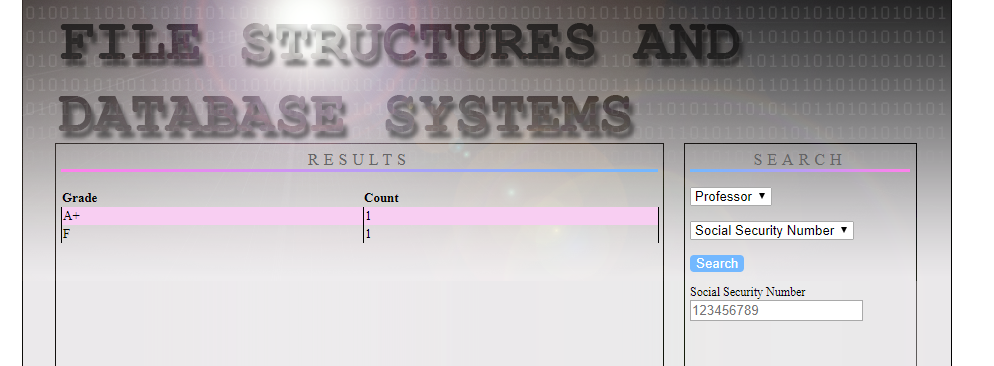 FILE STRUCTURES AND
DATABASE SYSTEMS
RESULTS
Grade Count
A+ 1
F 1
SEARCH
Professor
Social Security Number
Search
Social Security Number
123456789